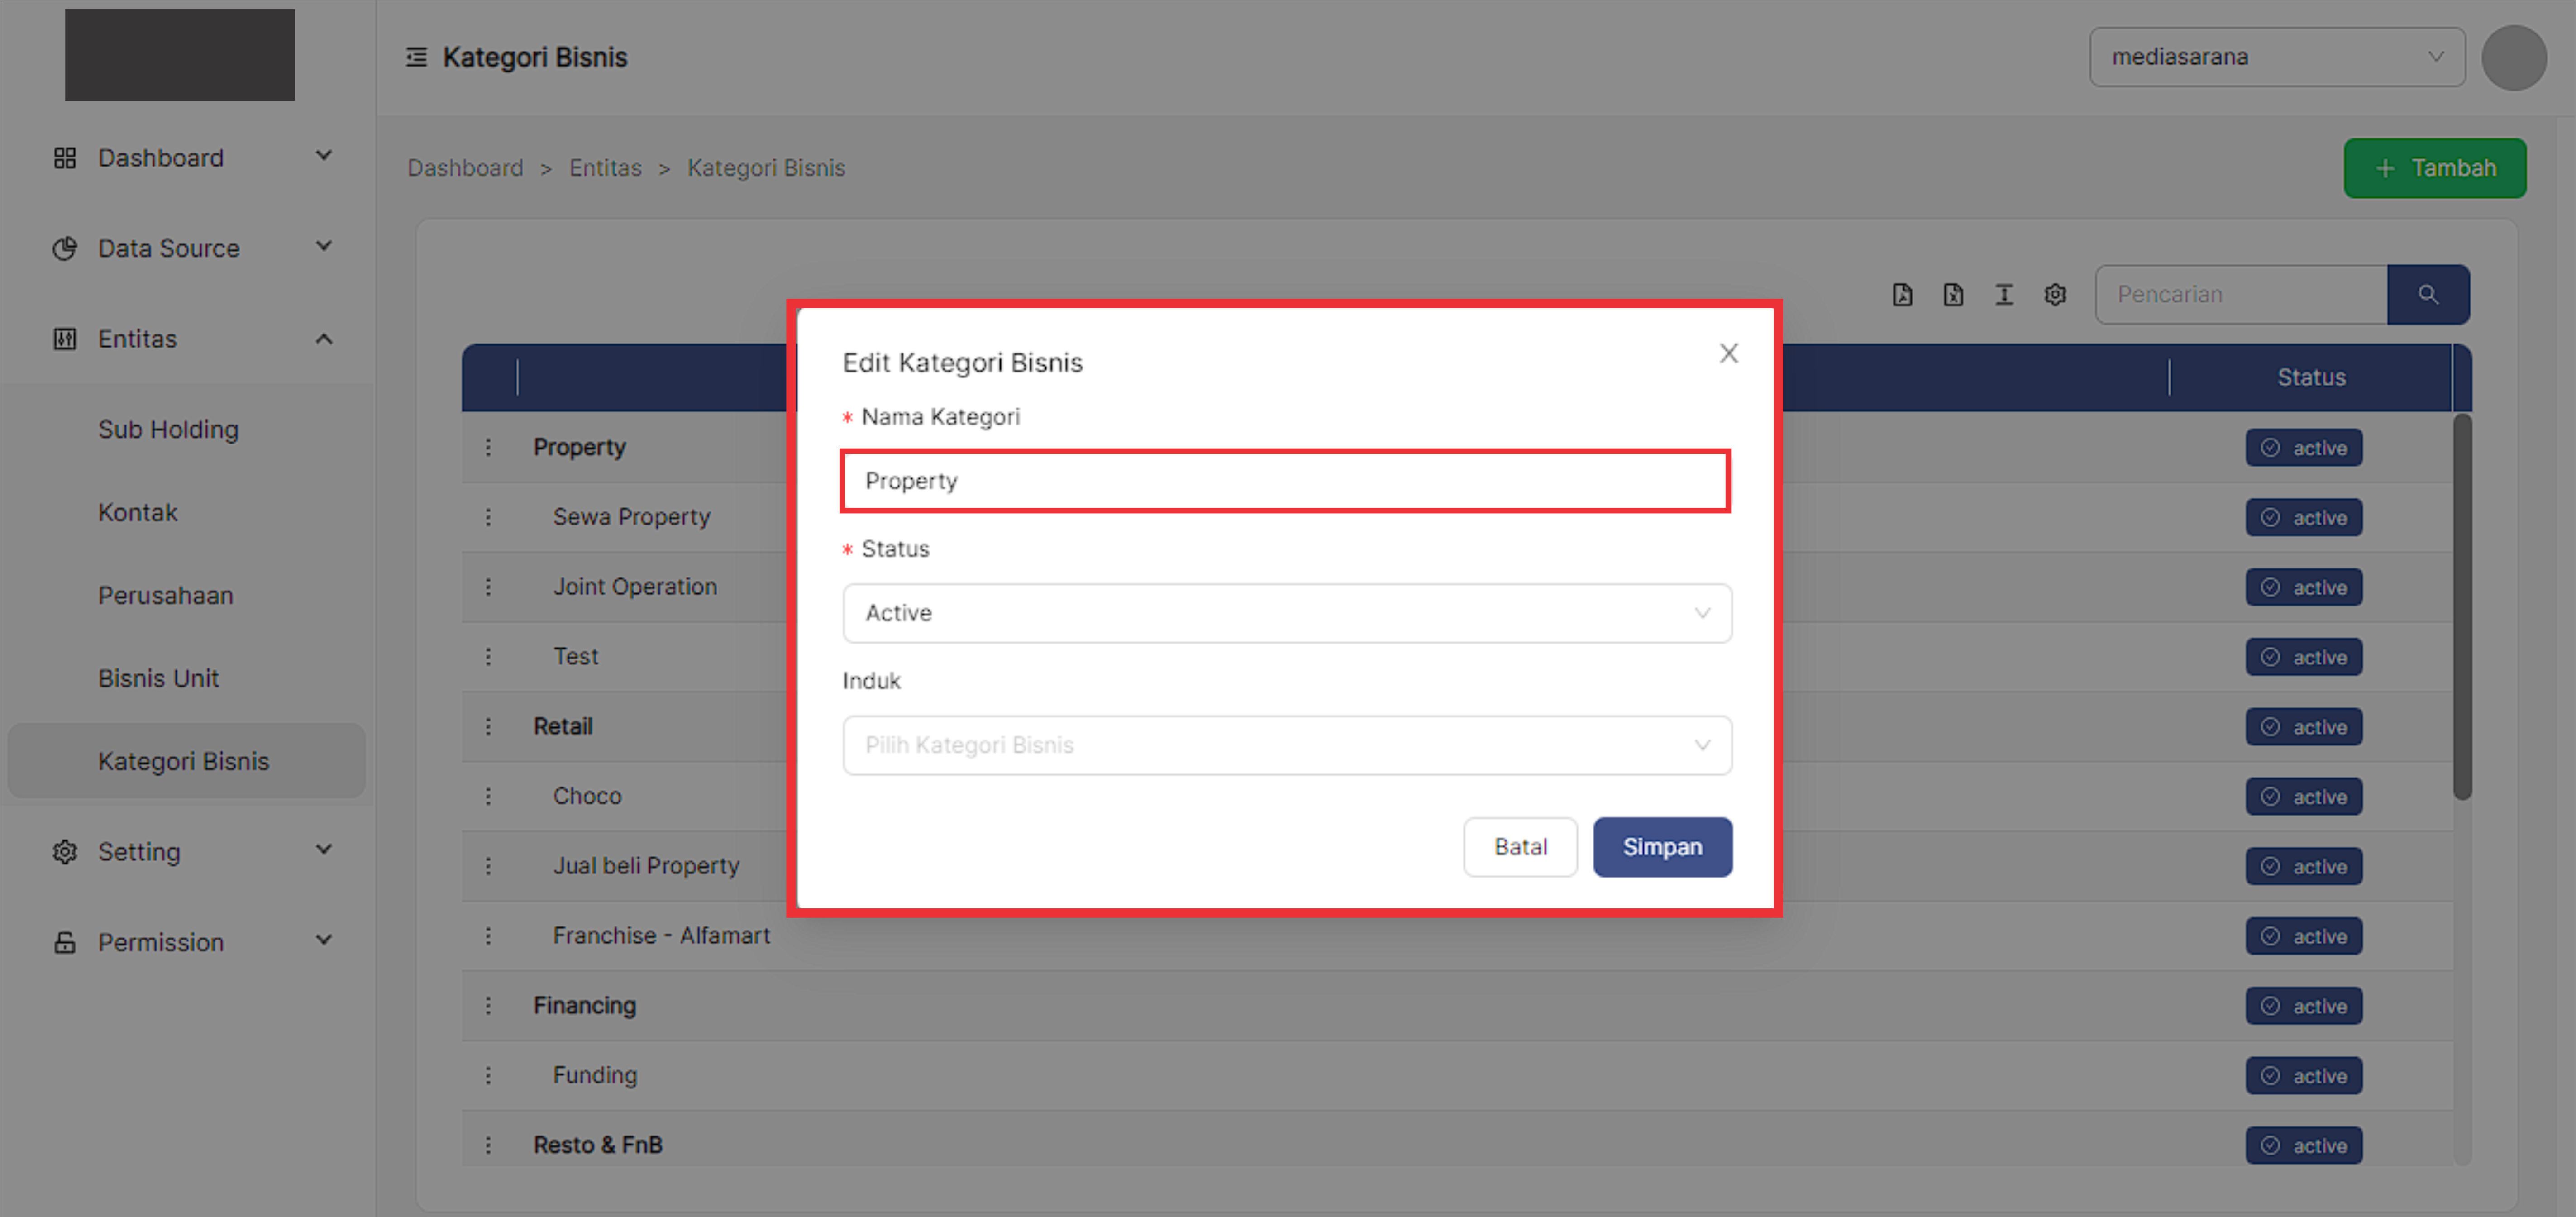 Kategori Bisnis
mediasarana
Dashboard
Data Source
Entitas
Sub Holding
Kontak
Perusahaan
Bisnis Unit
Kategori Bisnis
Setting
Permission
Dashboard > Entitas > Kategori Bisnis
+ Tambah
Pencarian
Status
Property active
Sewa Property active
Joint Operation active
Test active
Retail active
Choco active
Jual beli Property active
Franchise - Alfamart active
Financing active
Funding active
Resto & FnB active
Edit Kategori Bisnis
* Nama Kategori
Property
* Status
Active
Induk
Pilih Kategori Bisnis
Batal
Simpan